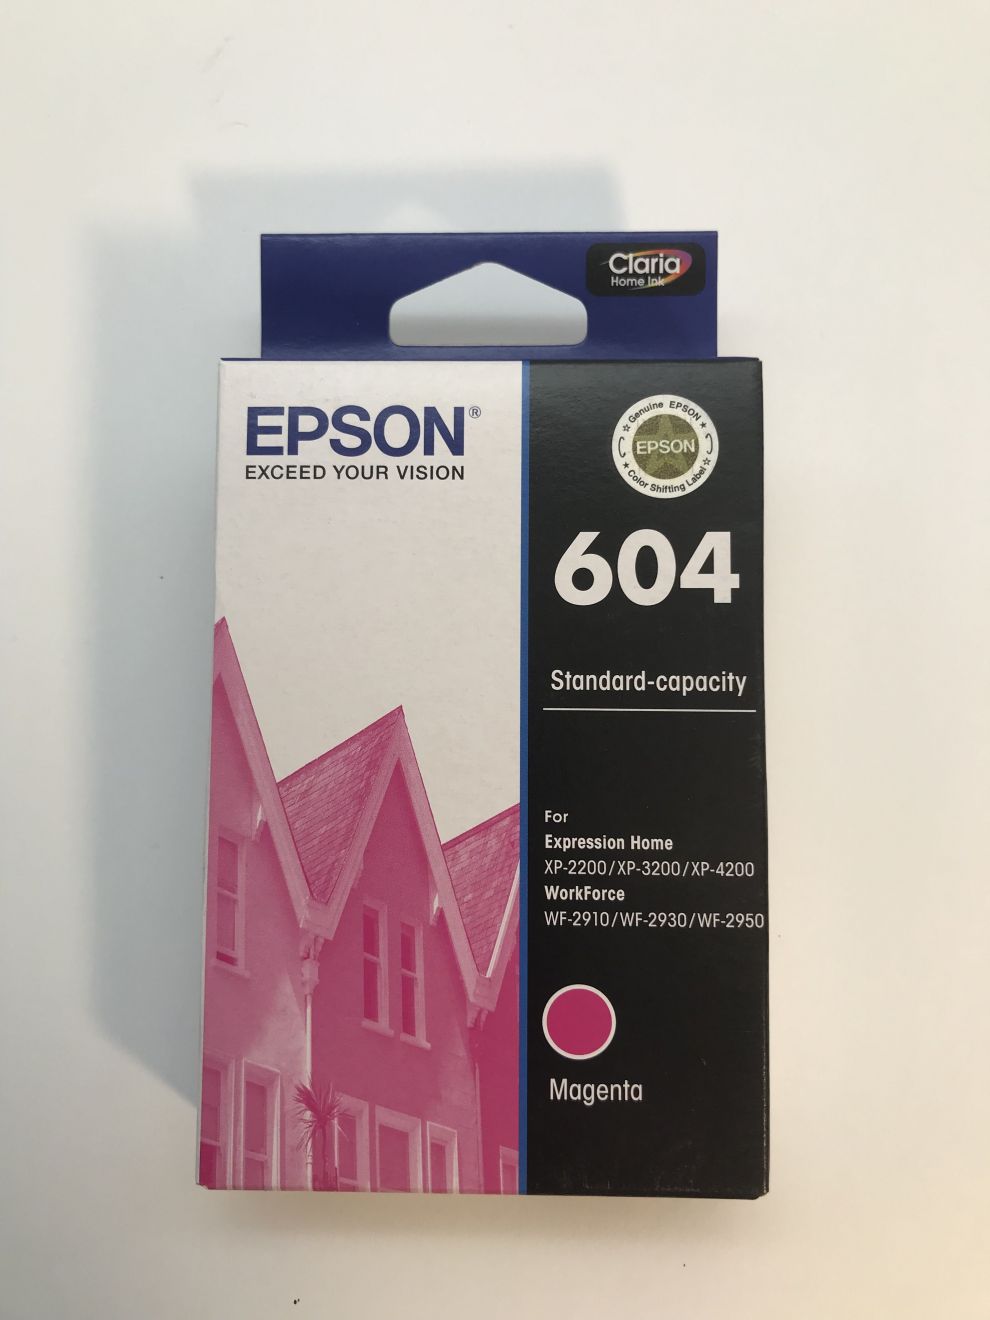 Claria
Home Ink
EPSON®
EXCEED YOUR VISION
Genuine EPSON
EPSON
Color Shifting Label
604
Standard-capacity
For
Expression Home
XP-2200/XP-3200/XP-4200
WorkForce
WF-2910/WF-2930/WF-2950
Magenta